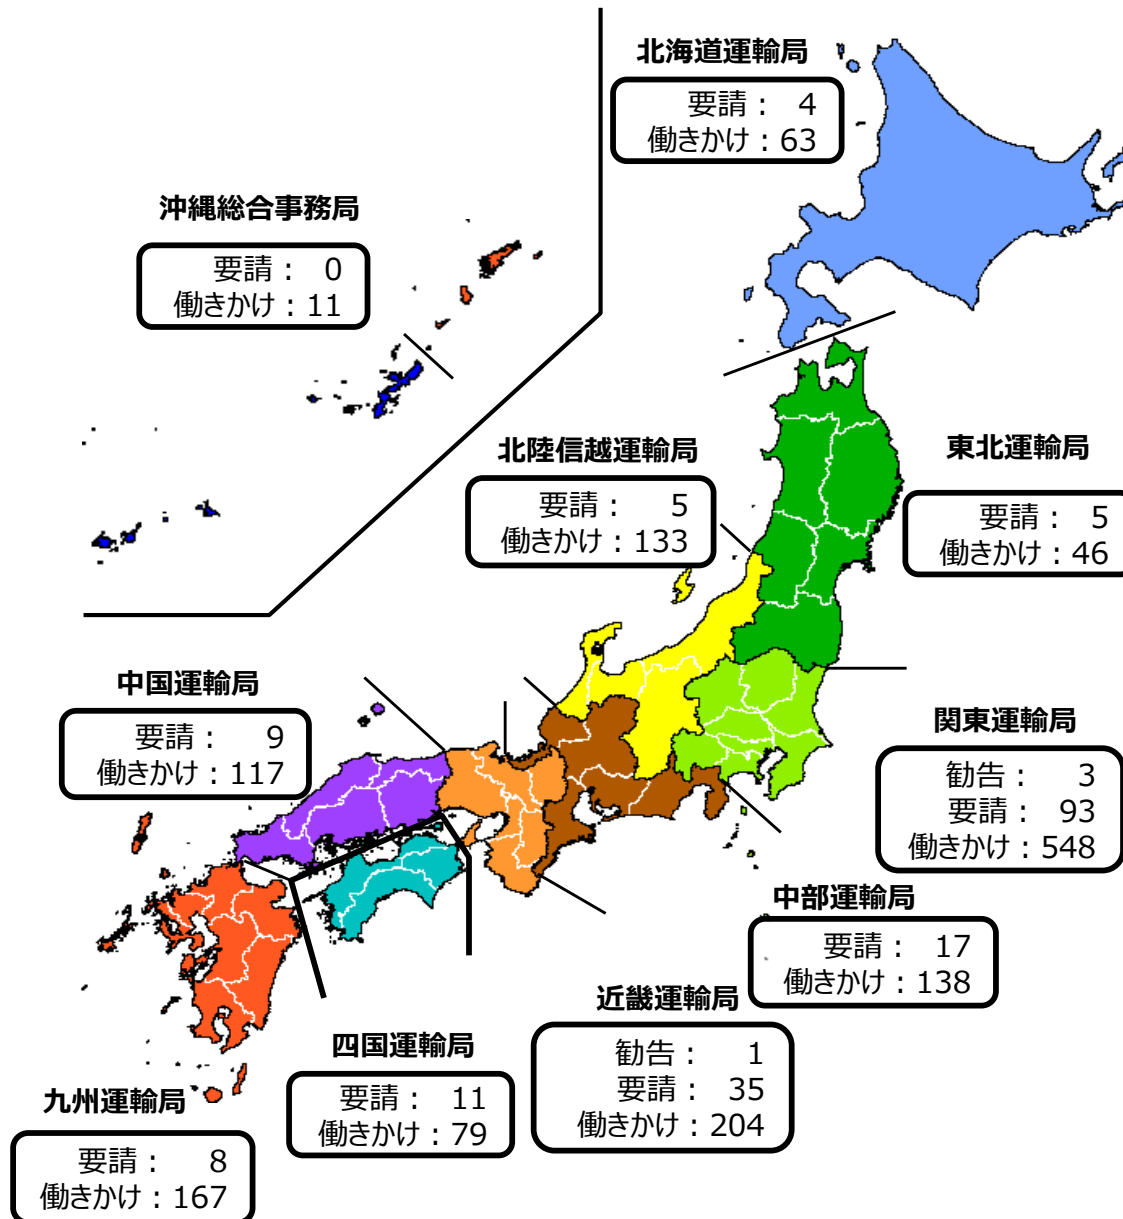 北海道運輸局
要請： 4
働きかけ：63
沖縄総合事務局
要請： 0
働きかけ：11
北陸信越運輸局
要請： 5
働きかけ：133
東北運輸局
要請： 5
働きかけ：46
中国運輸局
要請： 9
働きかけ：117
関東運輸局
勧告： 3
要請： 93
働きかけ：548
中部運輸局
要請： 17
働きかけ：138
近畿運輸局
勧告： 1
要請： 35
働きかけ：204
四国運輸局
要請： 11
働きかけ：79
九州運輸局
要請： 8
働きかけ：167